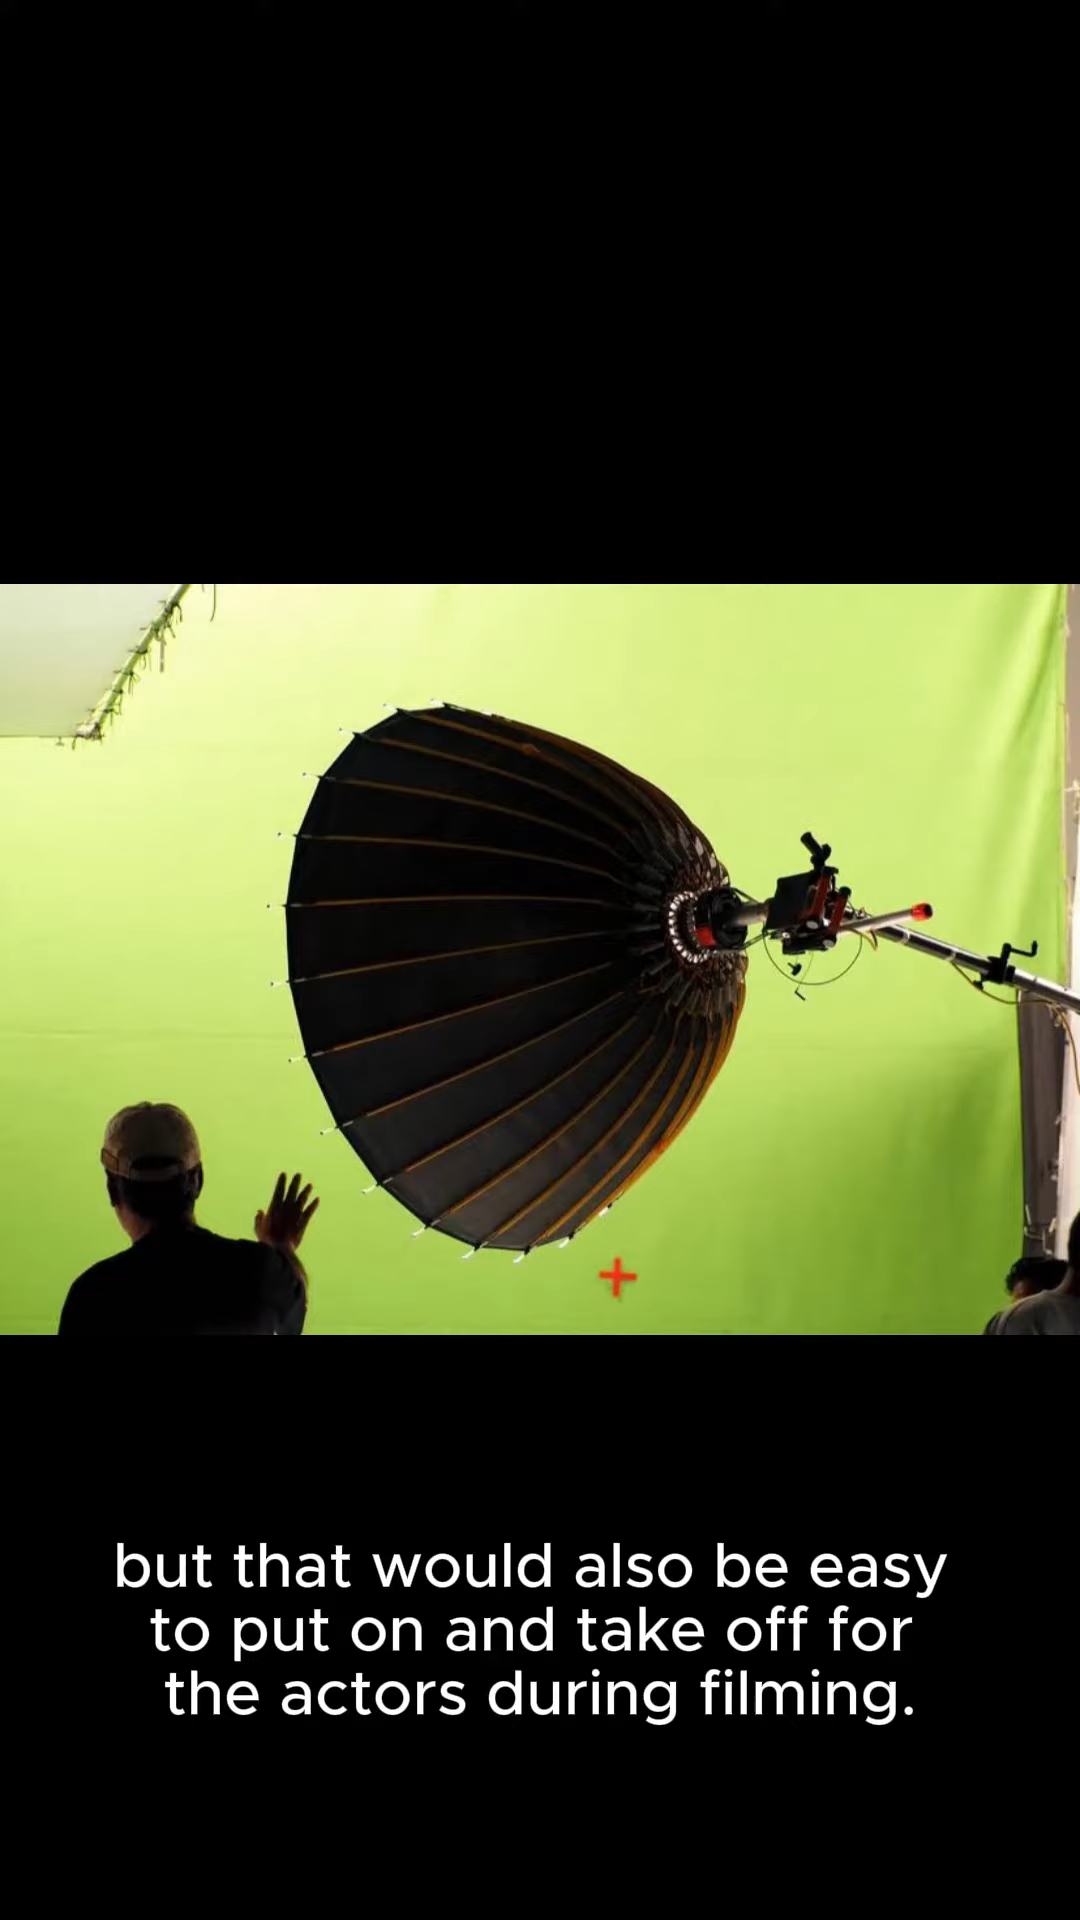 but that would also be easy
to put on and take off for
the actors during filming.